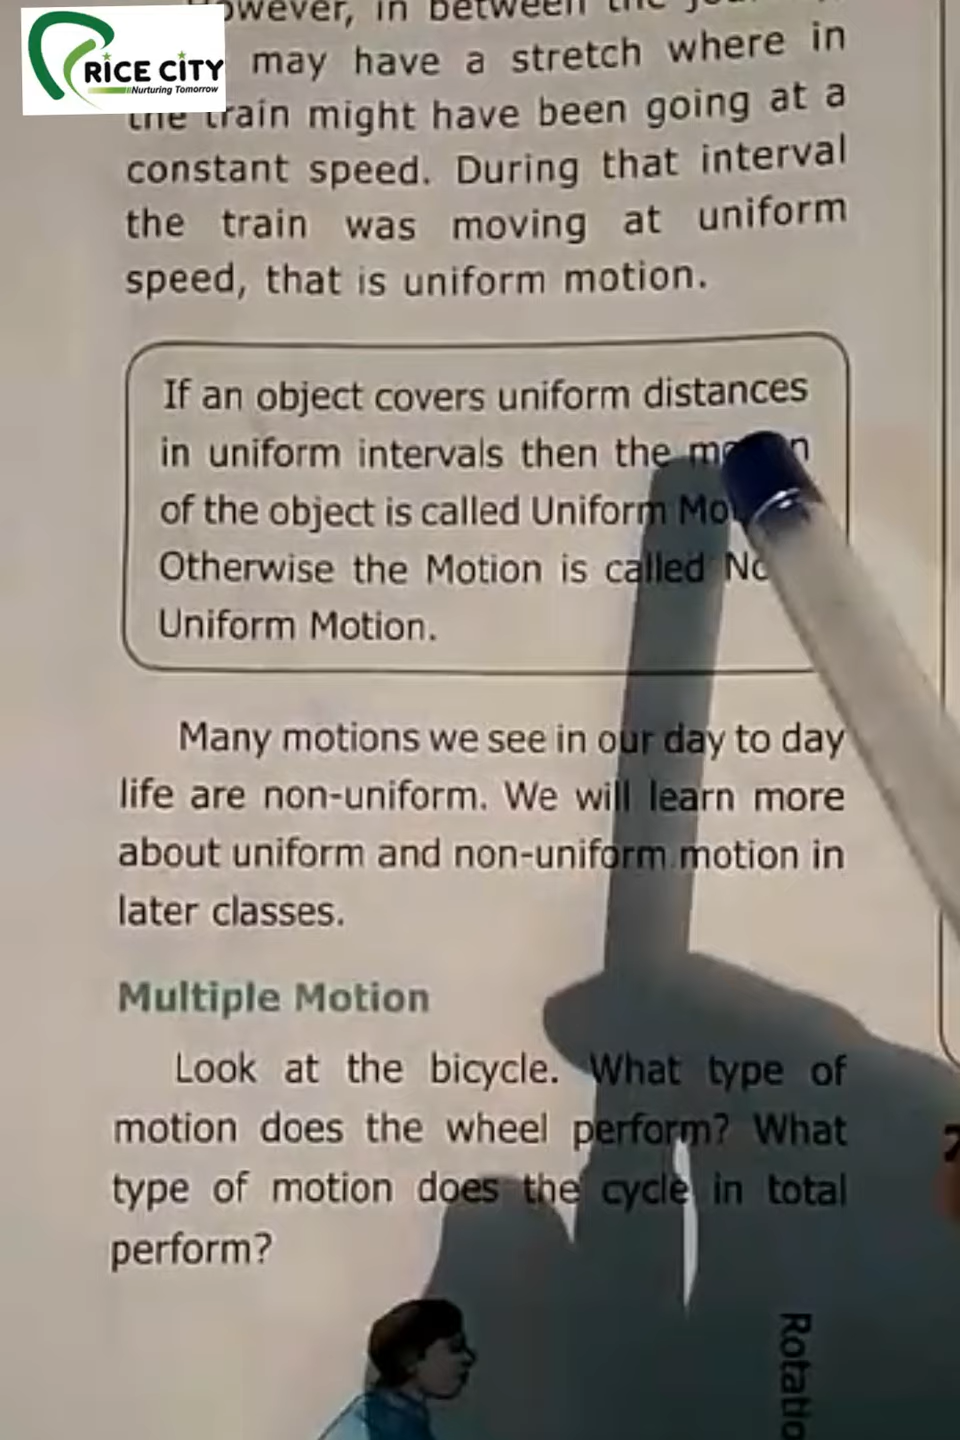 RICE CITY
Nurturing Tomorrow
However, in between the
may have a stretch where in
the train might have been going at a
constant speed. During that interval
the train was moving at uniform
speed, that is uniform motion.
If an object covers uniform distances
in uniform intervals then the
of the object is called Uniform
Otherwise the Motion is called
Uniform Motion.
Many motions we see in our day to day
life are non-uniform. We will learn more
about uniform and non-uniform motion in
later classes.
Multiple Motion
Look at the bicycle. What type of
motion does the wheel perform? What
type of motion does the cycle in total
perform?